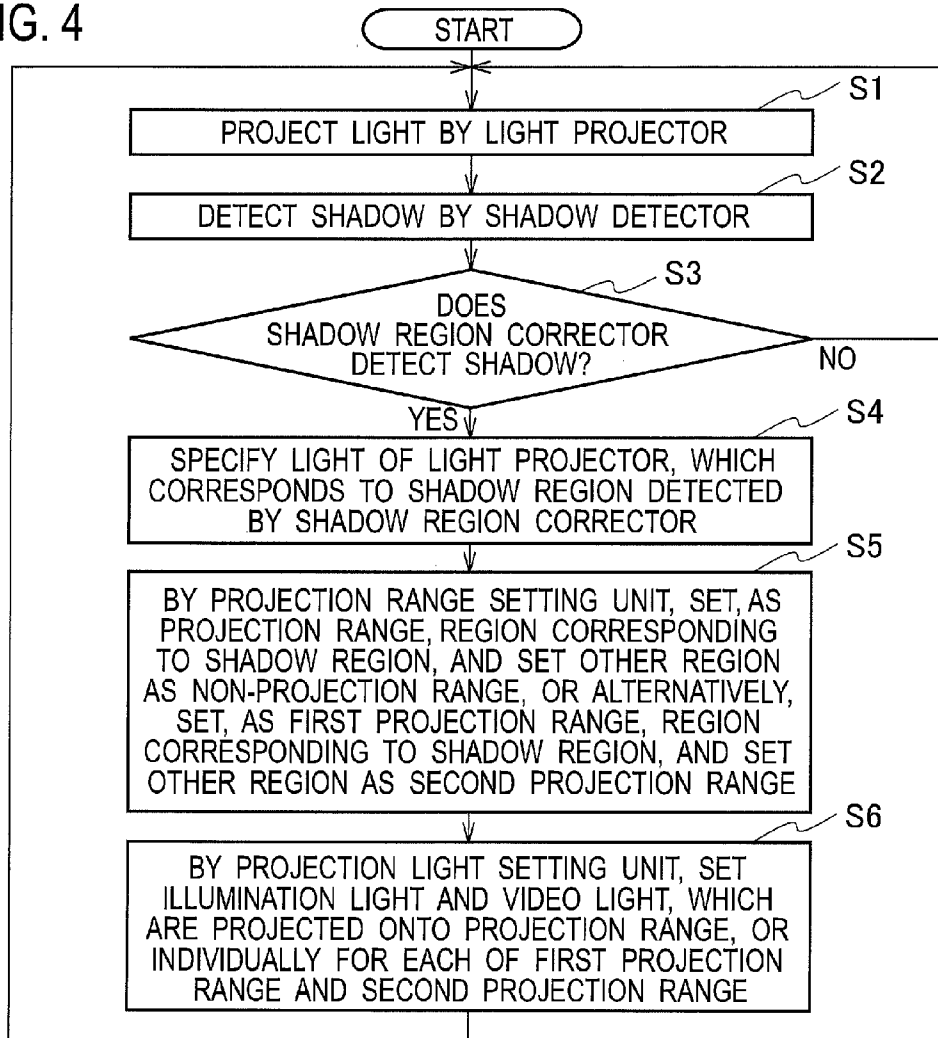 IG. 4
START
S1
PROJECT LIGHT BY LIGHT PROJECTOR
S2
DETECT SHADOW BY SHADOW DETECTOR
S3
DOES
SHADOW REGION CORRECTOR
DETECT SHADOW?
NO
YES
S4
SPECIFY LIGHT OF LIGHT PROJECTOR, WHICH
CORRESPONDS TO SHADOW REGION DETECTED
BY SHADOW REGION CORRECTOR
S5
BY PROJECTION RANGE SETTING UNIT, SET, AS
PROJECTION RANGE, REGION CORRESPONDING
TO SHADOW REGION, AND SET OTHER REGION
AS NON-PROJECTION RANGE, OR ALTERNATIVELY,
SET, AS FIRST PROJECTION RANGE, REGION
CORRESPONDING TO SHADOW REGION, AND SET
OTHER REGION AS SECOND PROJECTION RANGE
S6
BY PROJECTION LIGHT SETTING UNIT, SET
ILLUMINATION LIGHT AND VIDEO LIGHT, WHICH
ARE PROJECTED ONTO PROJECTION RANGE, OR
INDIVIDUALLY FOR EACH OF FIRST PROJECTION
RANGE AND SECOND PROJECTION RANGE